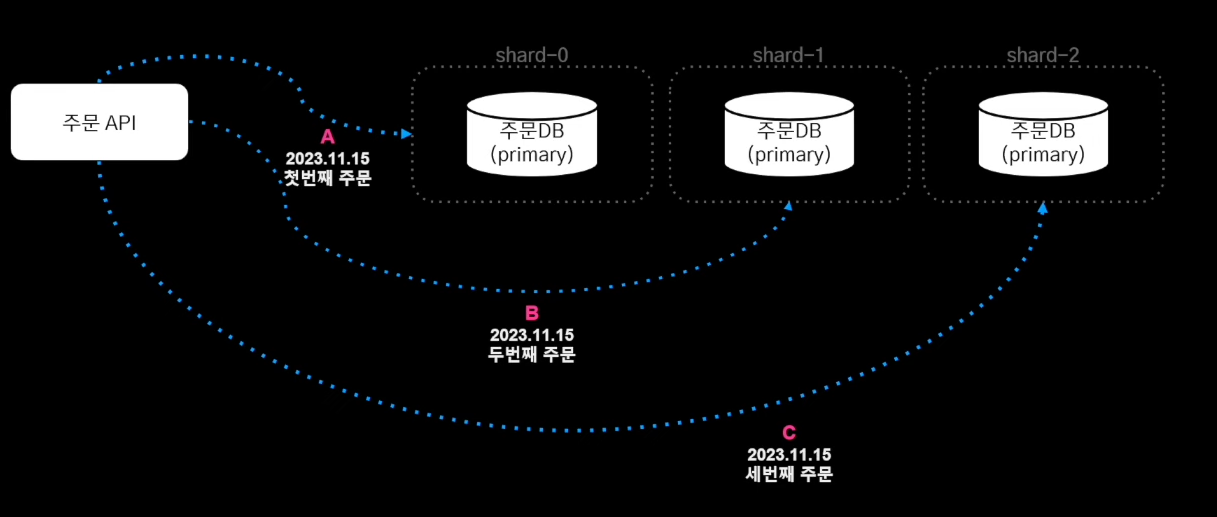 shard-0
shard-1
shard-2
주문 API
주문DB
(primary)
주문DB
(primary)
주문DB
(primary)
A
2023.11.15
첫번째 주문
B
2023.11.15
두번째 주문
C
2023.11.15
세번째 주문